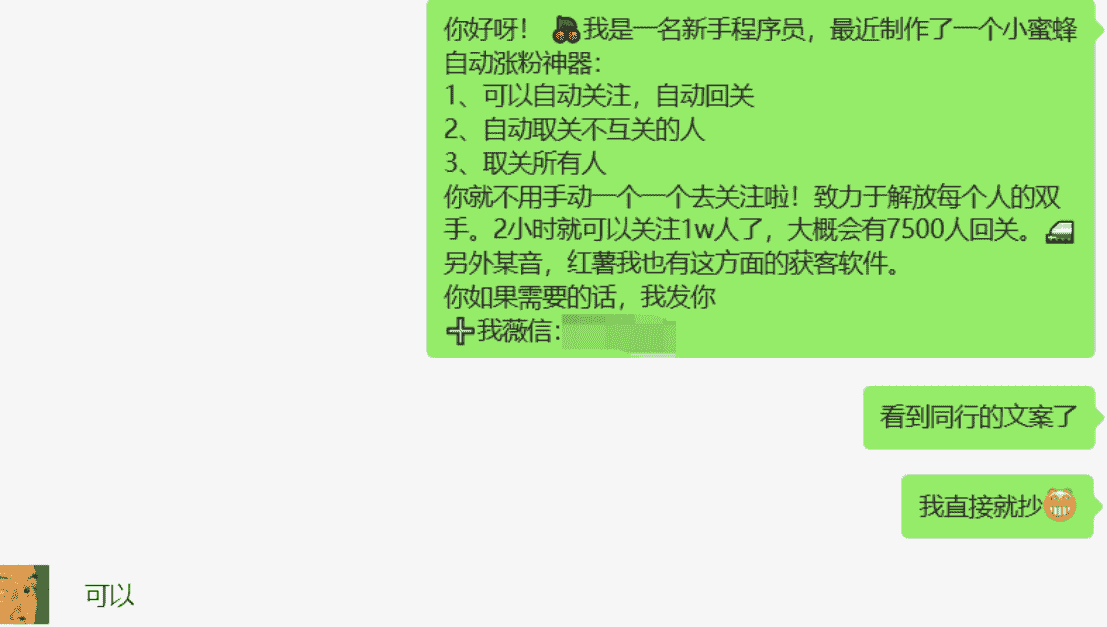 你好呀！🍒我是一名新手程序员，最近制作了一个小蜜蜂
自动涨粉神器：
1、可以自动关注，自动回关
2、自动取关不互关的人
3、取关所有人
你就不用手动一个一个去关注啦！致力于解放每个人的双
手。2小时就可以关注1w人了，大概会有7500人回关。
另外某音，红薯我也有这方面的获客软件。
你如果需要的话，我发你
➕我薇信:
看到同行的文案了
我直接就抄
可以